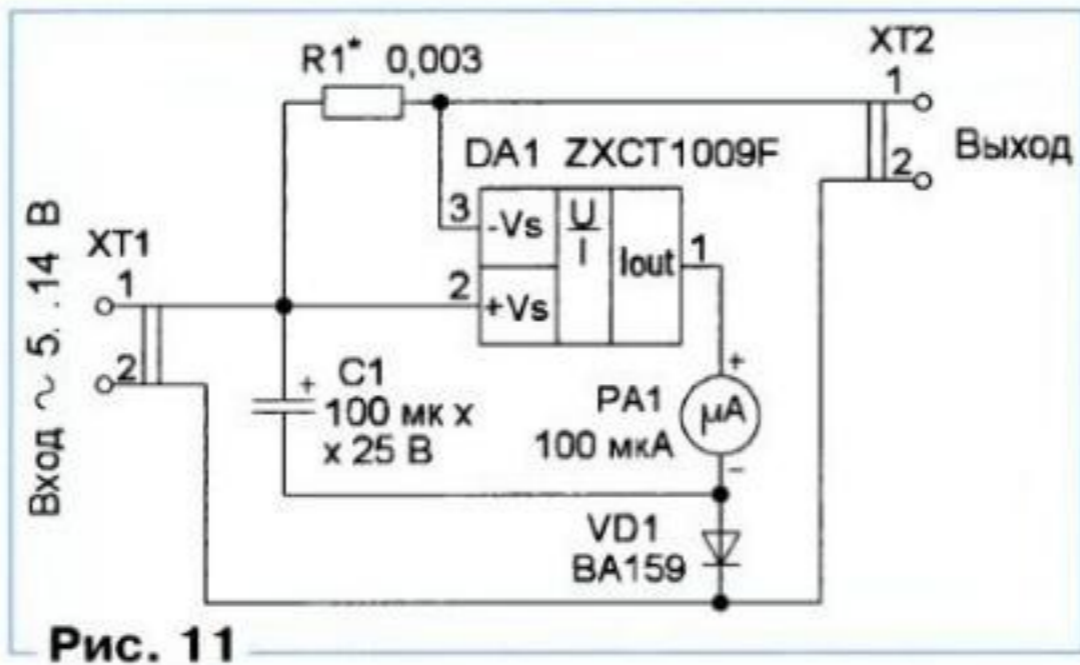 R1* 0,003
XT2
1
2
Выход
DA1 ZXCT1009F
3
-Vs
U
I
Iout
1
2
+Vs
Вход ~ 5. .14 В
XT1
1
2
+
C1
100 мк x
x 25 В
PA1
100 мкА
+
μA
–
VD1
BA159
Рис. 11